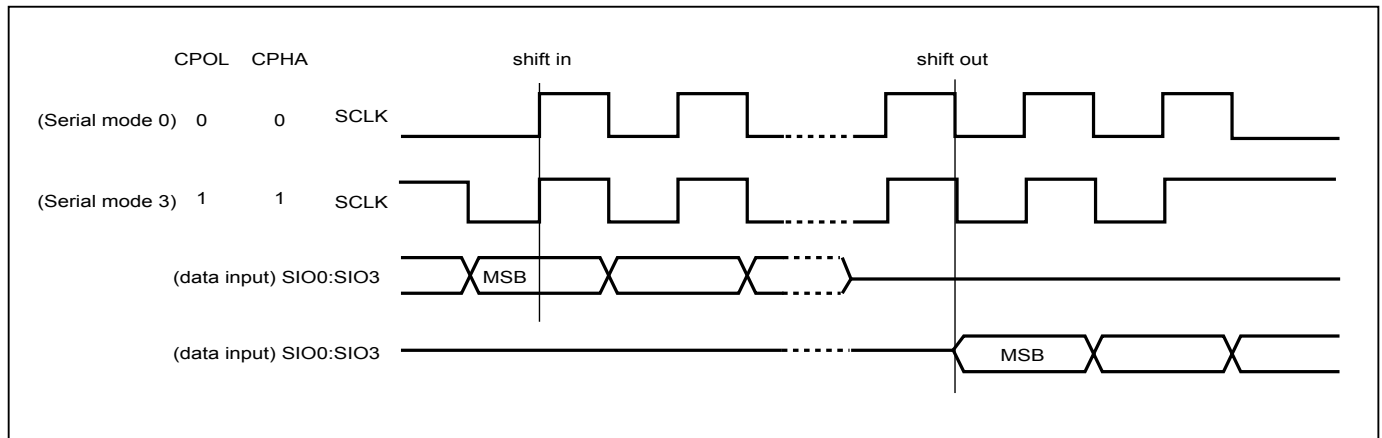 CPOL CPHA shift in shift out
(Serial mode 0) 0 0 SCLK
(Serial mode 3) 1 1 SCLK
(data input) SIO0:SIO3 MSB
(data input) SIO0:SIO3 MSB